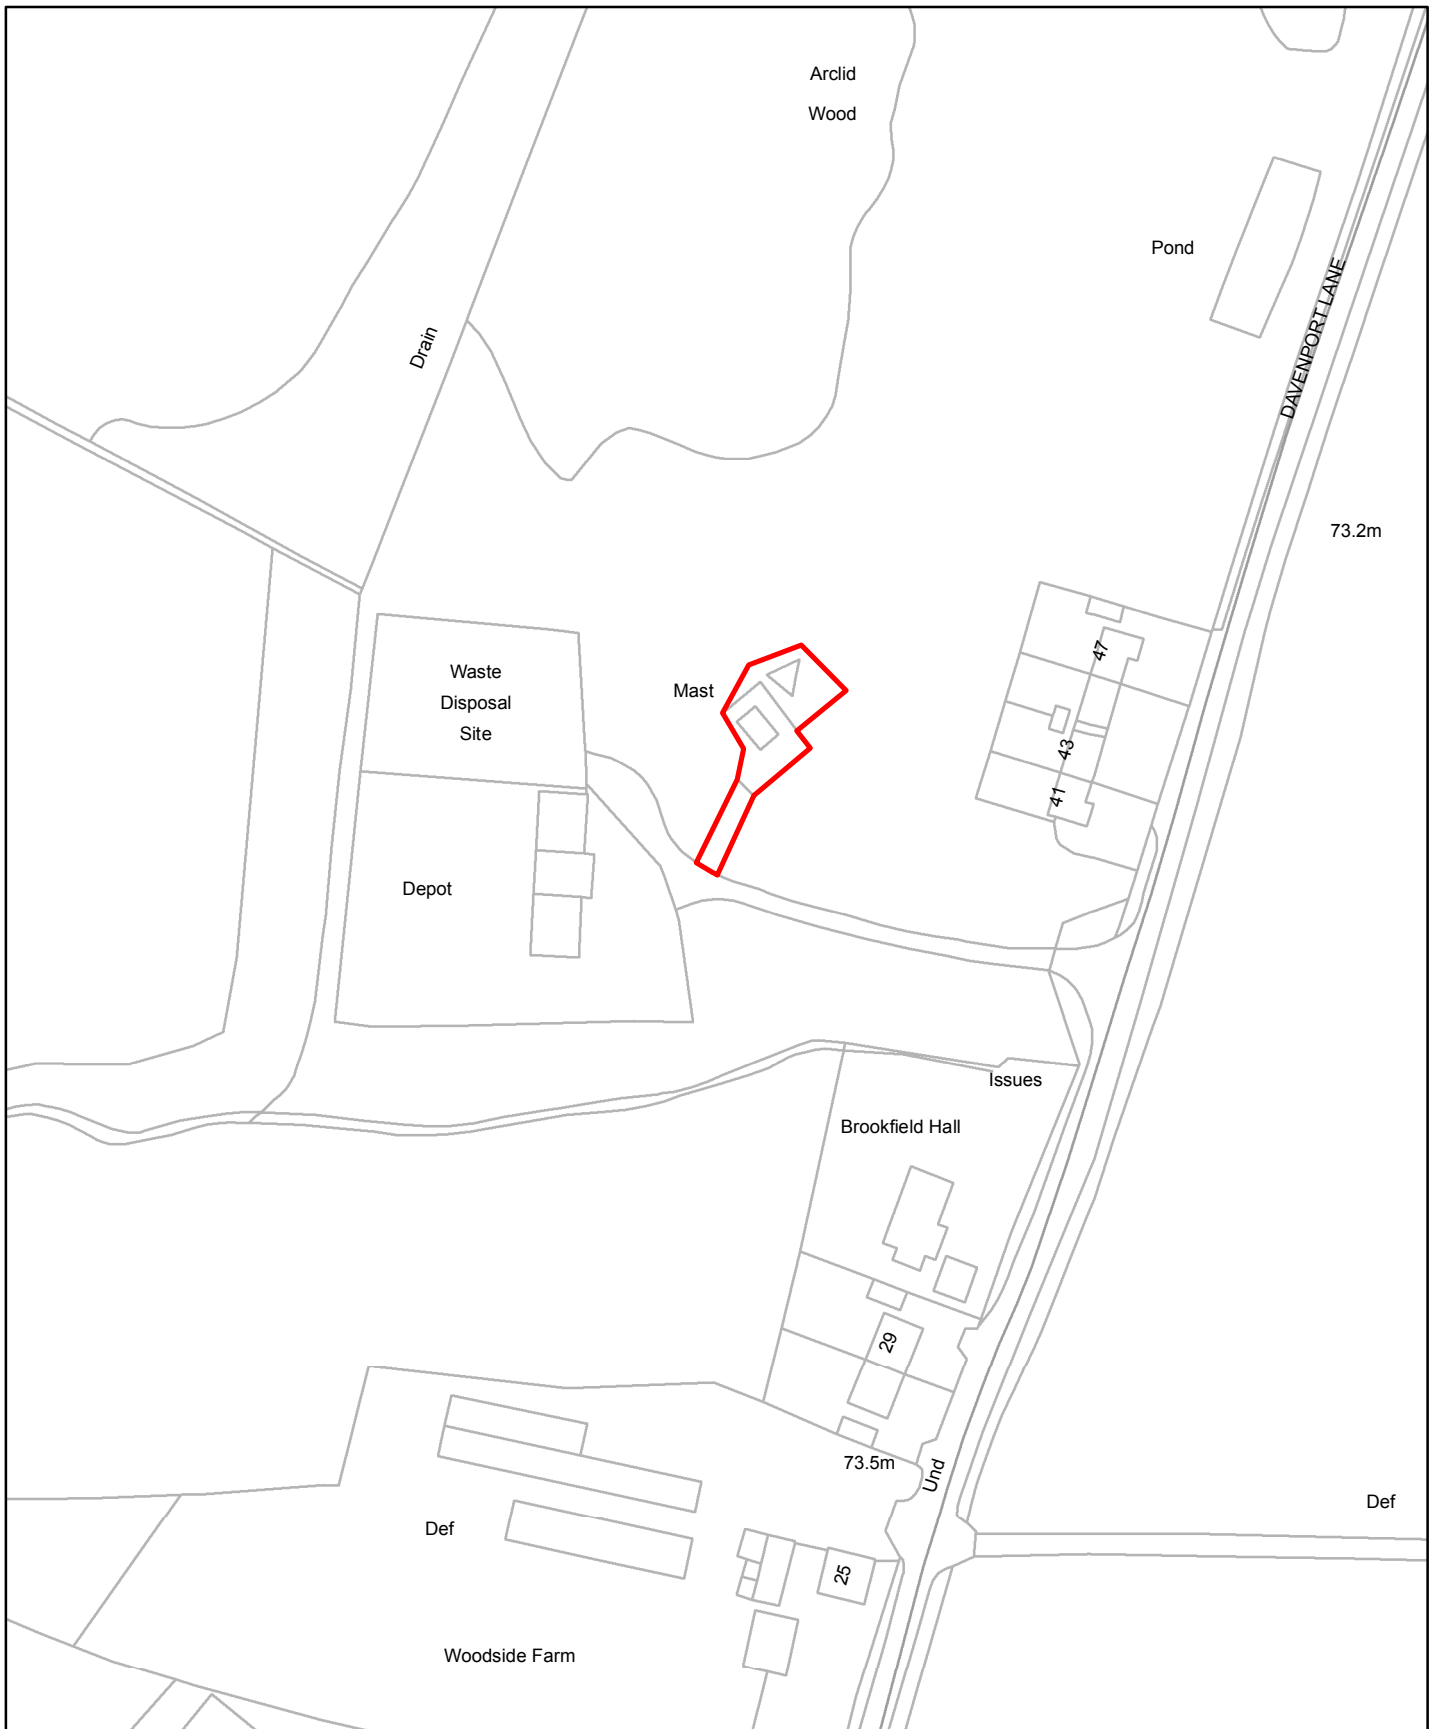 Arclid
Wood
Pond
Drain
DAVENPORT LANE
73.2m
47
Waste
Disposal
Site
Mast
43
41
Depot
Issues
Brookfield Hall
29
73.5m
Und
Def
Def
25
Woodside Farm